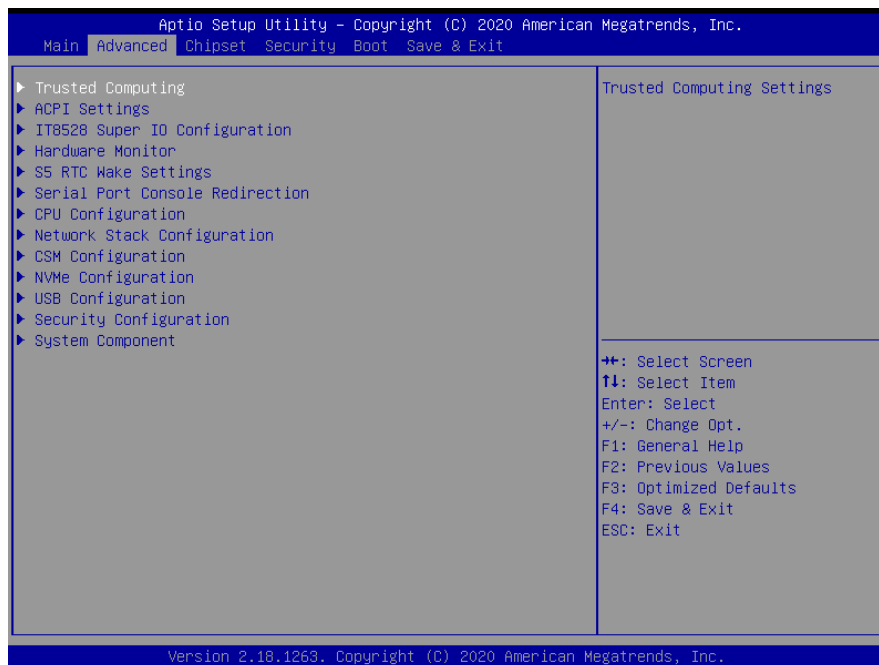 Aptio Setup Utility – Copyright (C) 2020 American Megatrends, Inc.
Main Advanced Chipset Security Boot Save & Exit
▶ Trusted Computing
▶ ACPI Settings
▶ IT8528 Super IO Configuration
▶ Hardware Monitor
▶ S5 RTC Wake Settings
▶ Serial Port Console Redirection
▶ CPU Configuration
▶ Network Stack Configuration
▶ CSM Configuration
▶ NVMe Configuration
▶ USB Configuration
▶ Security Configuration
▶ System Component
Trusted Computing Settings
→←: Select Screen
↑↓: Select Item
Enter: Select
+/-: Change Opt.
F1: General Help
F2: Previous Values
F3: Optimized Defaults
F4: Save & Exit
ESC: Exit
Version 2.18.1263. Copyright (C) 2020 American Megatrends, Inc.